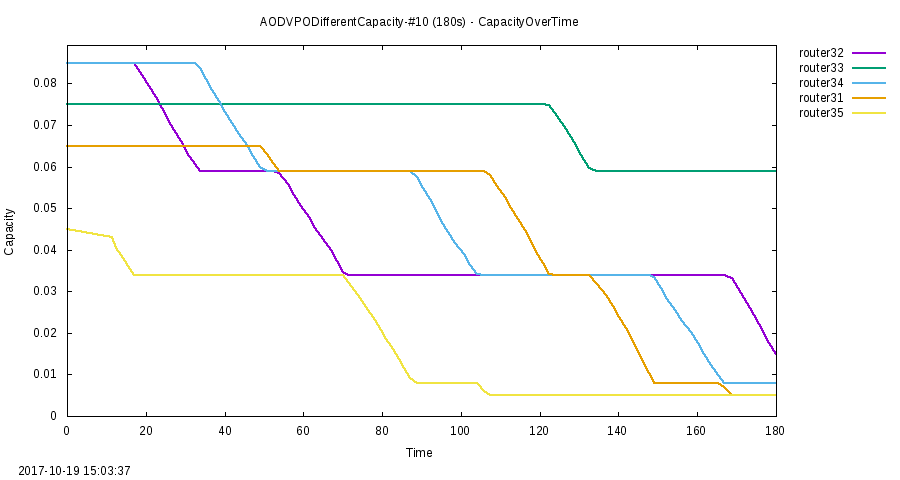 AODVPODifferentCapacity-#10 (180s) - CapacityOverTime
router32
router33
router34
router31
router35
0.08
0.07
0.06
0.05
0.04
0.03
0.02
0.01
0
Capacity
0 20 40 60 80 100 120 140 160 180
Time
2017-10-19 15:03:37